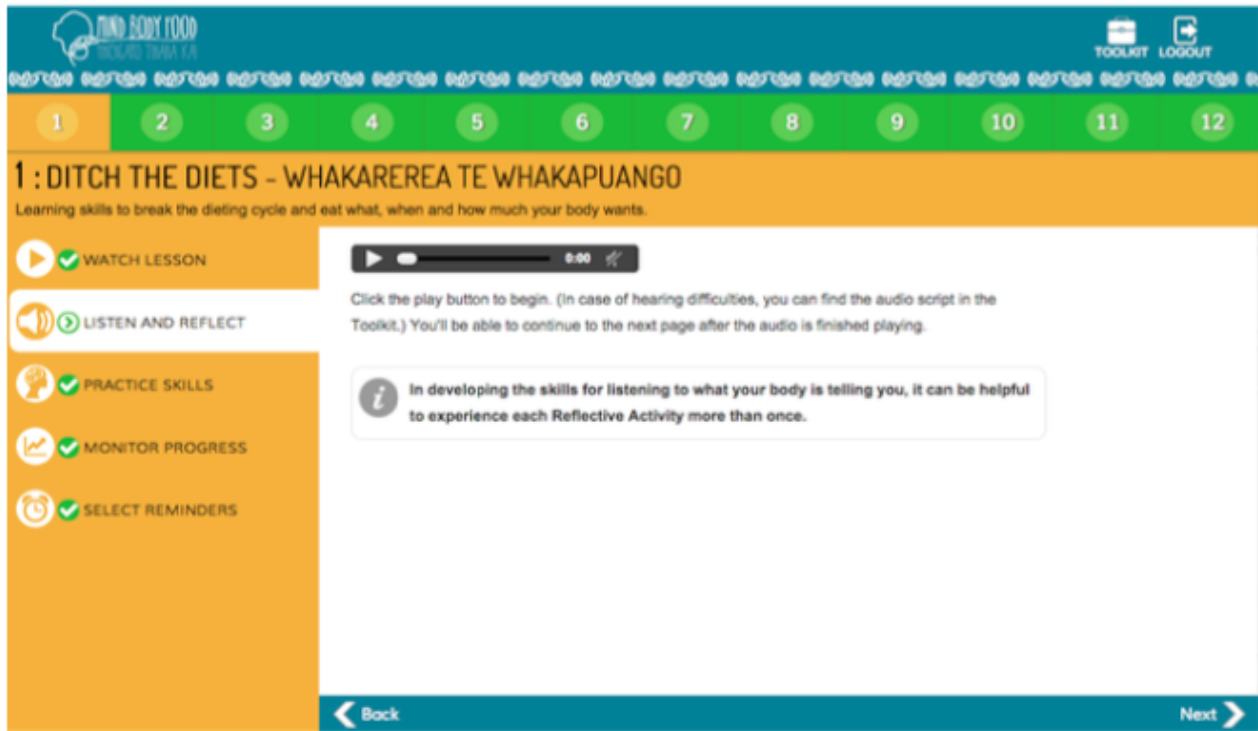 MIND BODY FOOD
TOOLKIT LOGOUT
1 2 3 4 5 6 7 8 9 10 11 12
1 : DITCH THE DIETS - WHAKAREREA TE WHAKAPUANGO
Learning skills to break the dieting cycle and eat what, when and how much your body wants.
WATCH LESSON
LISTEN AND REFLECT
PRACTICE SKILLS
MONITOR PROGRESS
SELECT REMINDERS
0:00
Click the play button to begin. (In case of hearing difficulties, you can find the audio script in the
Toolkit.) You'll be able to continue to the next page after the audio is finished playing.
i
In developing the skills for listening to what your body is telling you, it can be helpful
to experience each Reflective Activity more than once.
Back
Next